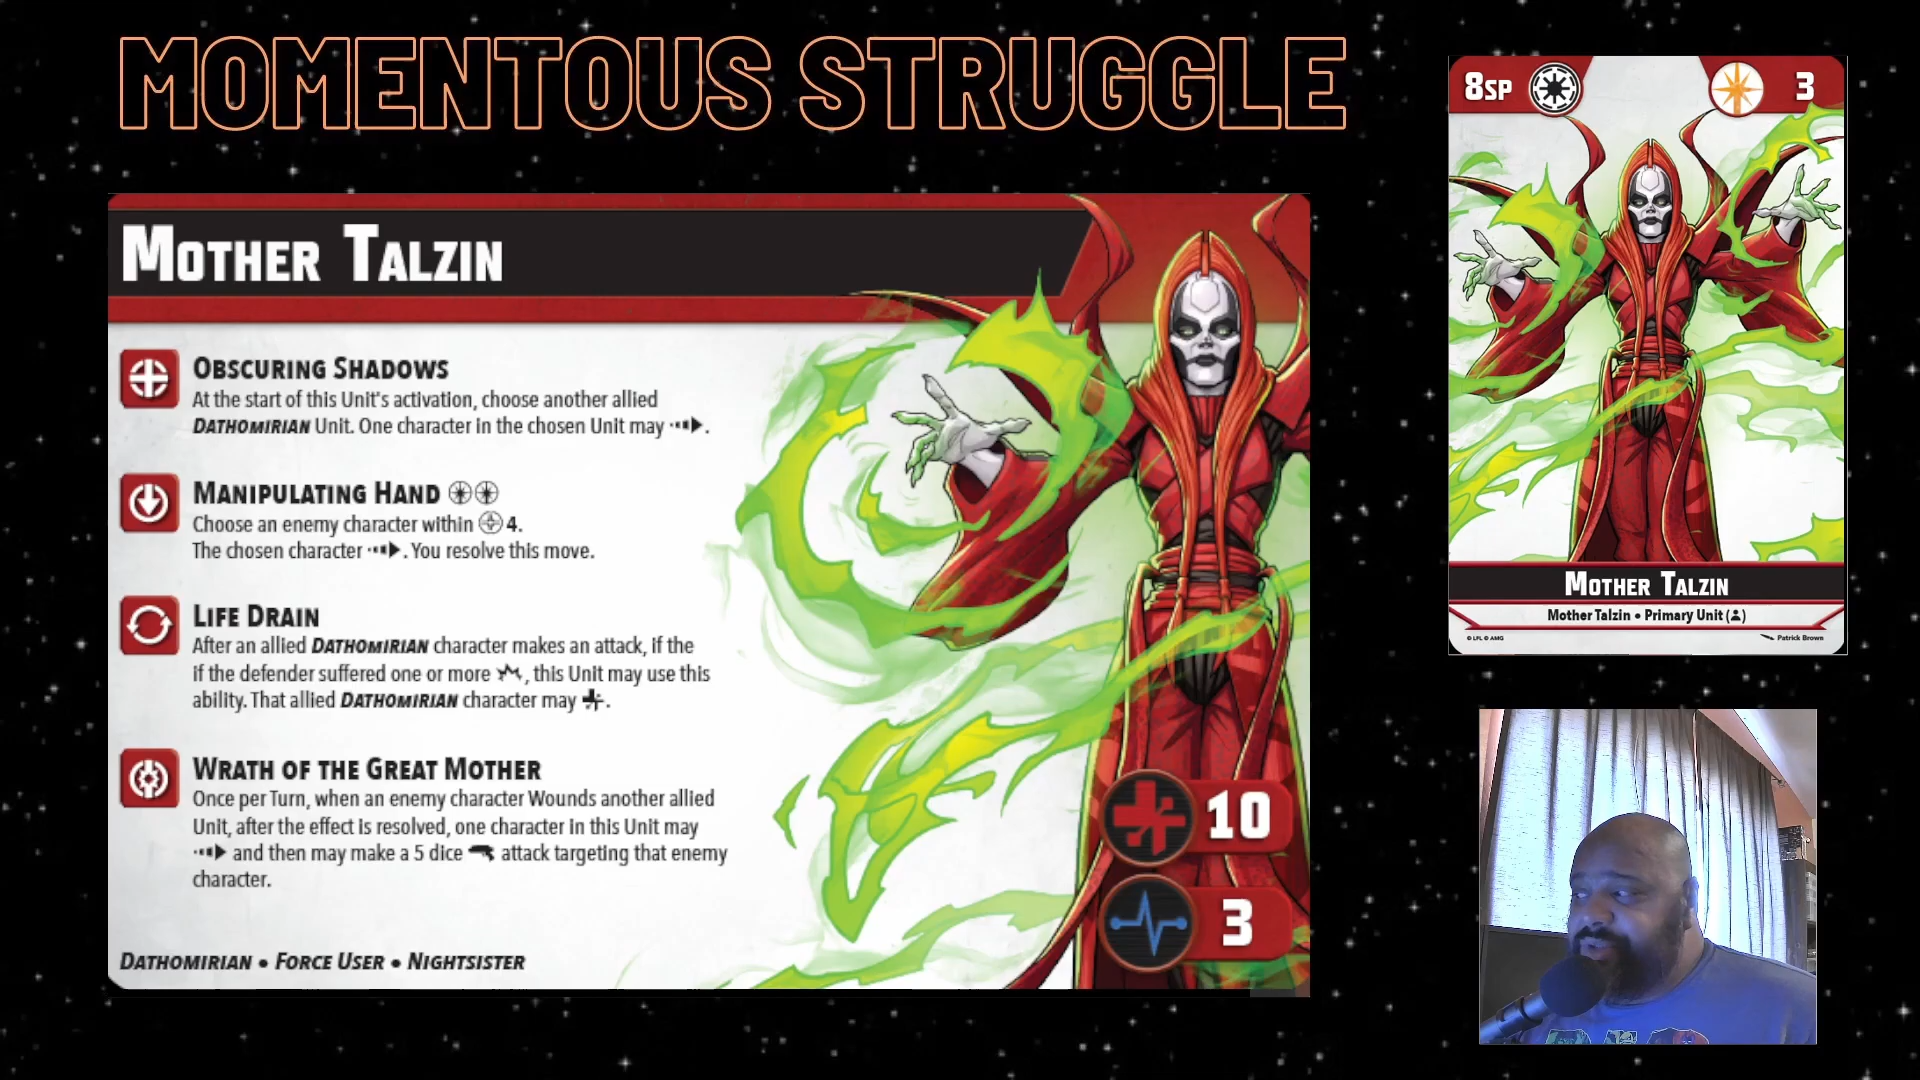 MOMENTOUS STRUGGLE
8SP
3
MOTHER TALZIN
OBSCURING SHADOWS
At the start of this Unit's activation, choose another allied
DATHOMIRIAN Unit. One character in the chosen Unit may .
MANIPULATING HAND
Choose an enemy character within 4.
The chosen character . You resolve this move.
LIFE DRAIN
After an allied DATHOMIRIAN character makes an attack, if the
if the defender suffered one or more , this Unit may use this
ability. That allied DATHOMIRIAN character may .
WRATH OF THE GREAT MOTHER
Once per Turn, when an enemy character Wounds another allied
Unit, after the effect is resolved, one character in this Unit may
and then may make a 5 dice attack targeting that enemy
character.
10
3
DATHOMIRIAN • FORCE USER • NIGHTSISTER
MOTHER TALZIN
Mother Talzin • Primary Unit ( )
© LFL © AMG
Patrick Brown